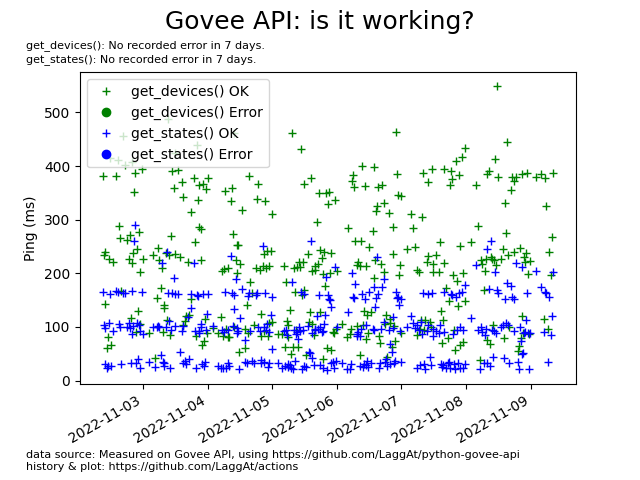 Govee API: is it working?
get_devices(): No recorded error in 7 days.
get_states(): No recorded error in 7 days.
get_devices() OK
get_devices() Error
get_states() OK
get_states() Error
Ping (ms)
500
400
300
200
100
0
2022-11-03
2022-11-04
2022-11-05
2022-11-06
2022-11-07
2022-11-08
2022-11-09
data source: Measured on Govee API, using https://github.com/LaggAt/python-govee-api
history & plot: https://github.com/LaggAt/actions